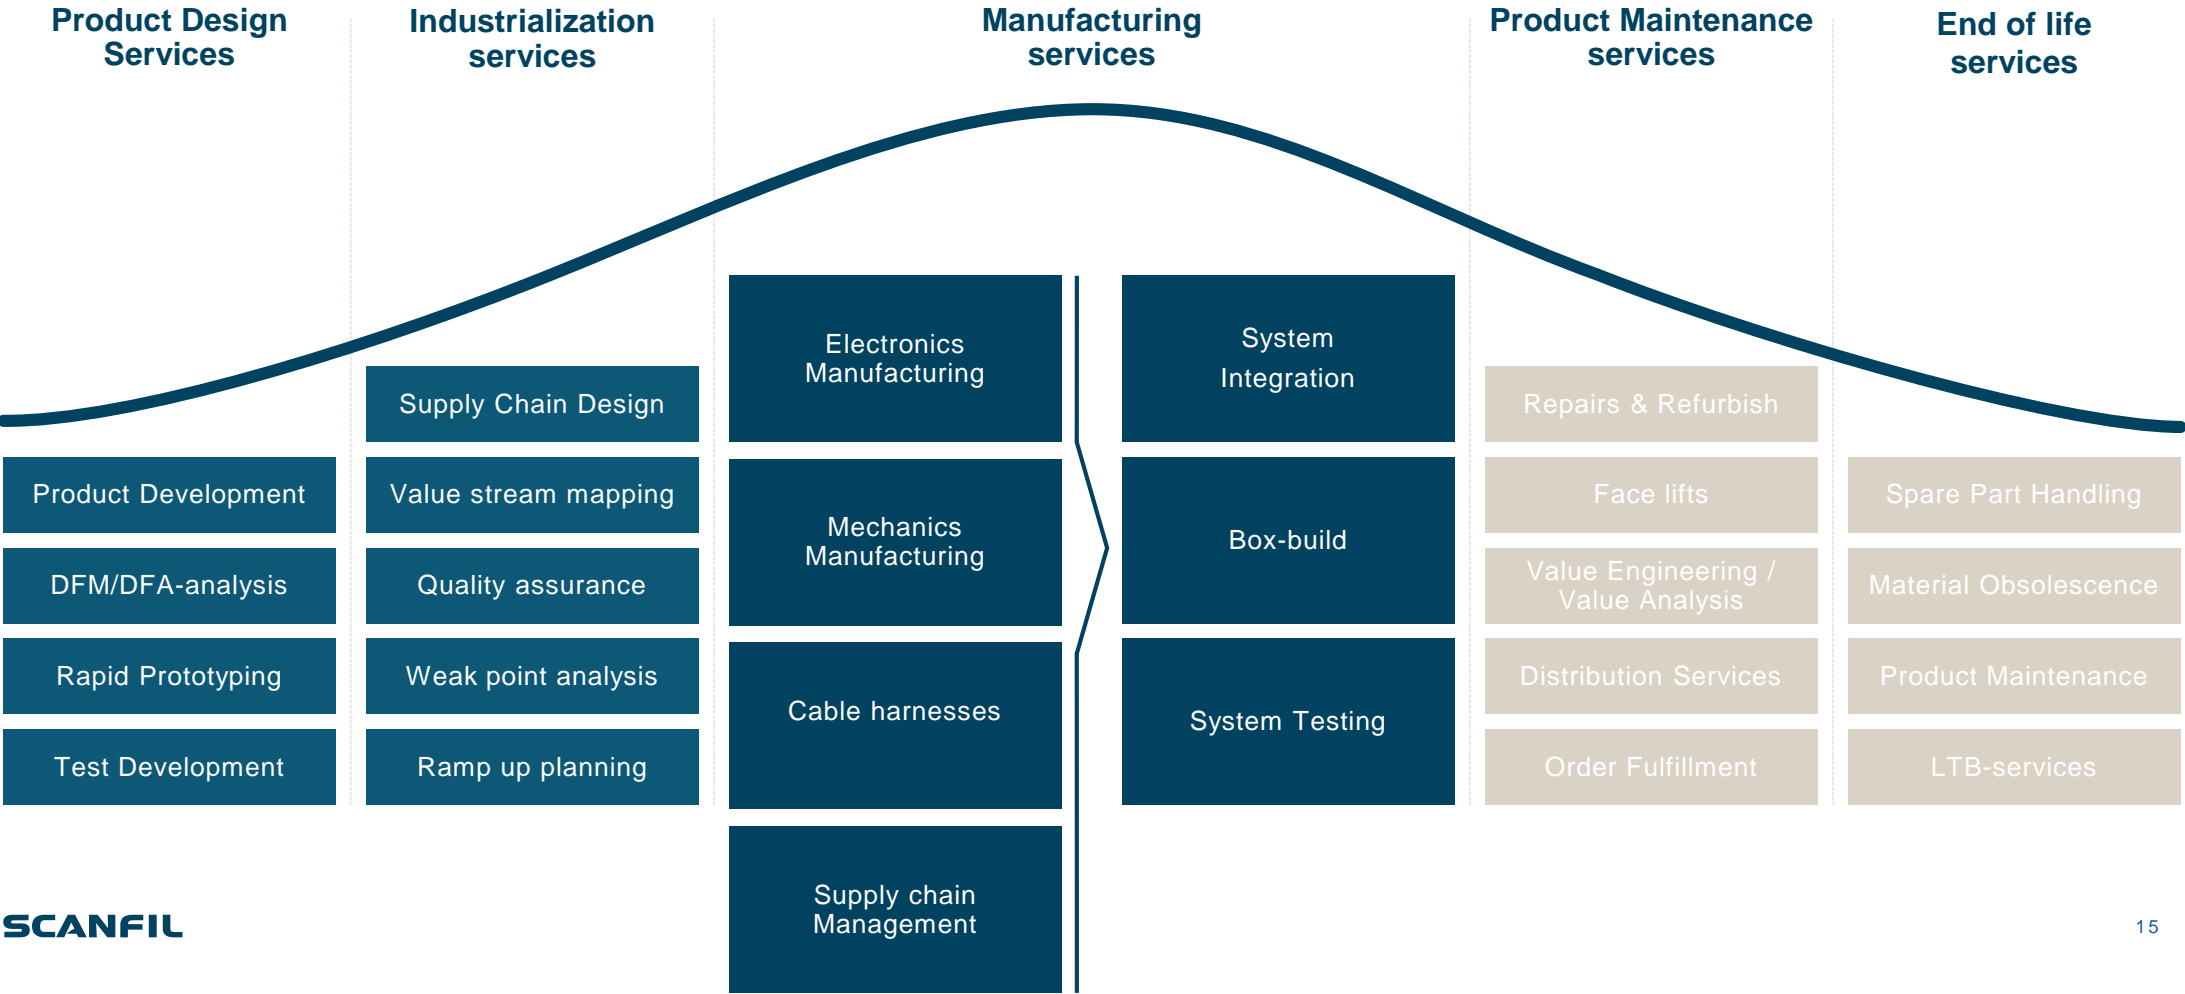 Product Design
Services
Industrialization
services
Manufacturing
services
Product Maintenance
services
End of life
services
Product Development
DFM/DFA-analysis
Rapid Prototyping
Test Development
Supply Chain Design
Value stream mapping
Quality assurance
Weak point analysis
Ramp up planning
Electronics
Manufacturing
Mechanics
Manufacturing
Cable harnesses
Supply chain
Management
System
Integration
Box-build
System Testing
Repairs & Refurbish
Face lifts
Value Engineering /
Value Analysis
Distribution Services
Order Fulfillment
Spare Part Handling
Material Obsolescence
Product Maintenance
LTB-services
SCANFIL
15